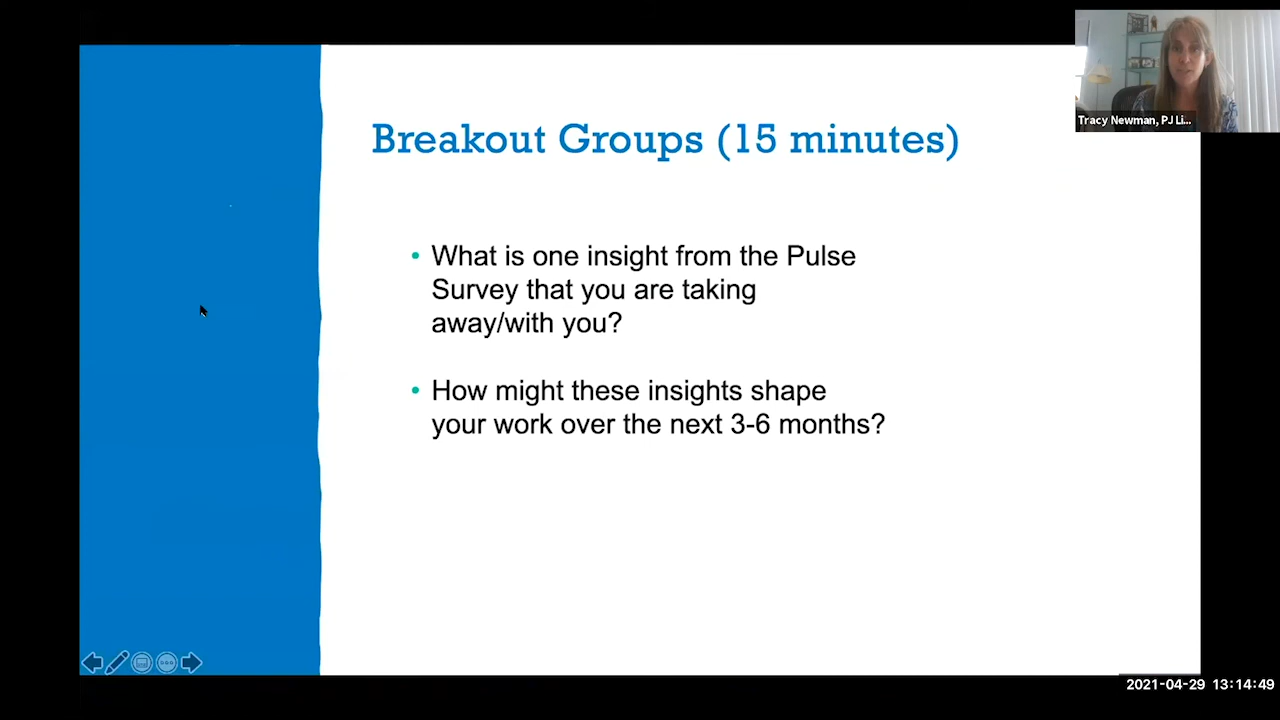 Breakout Groups (15 minutes)
Tracy Newman, PJ Li...
• What is one insight from the Pulse
Survey that you are taking
away/with you?
• How might these insights shape
your work over the next 3-6 months?
2021-04-29 13:14:49